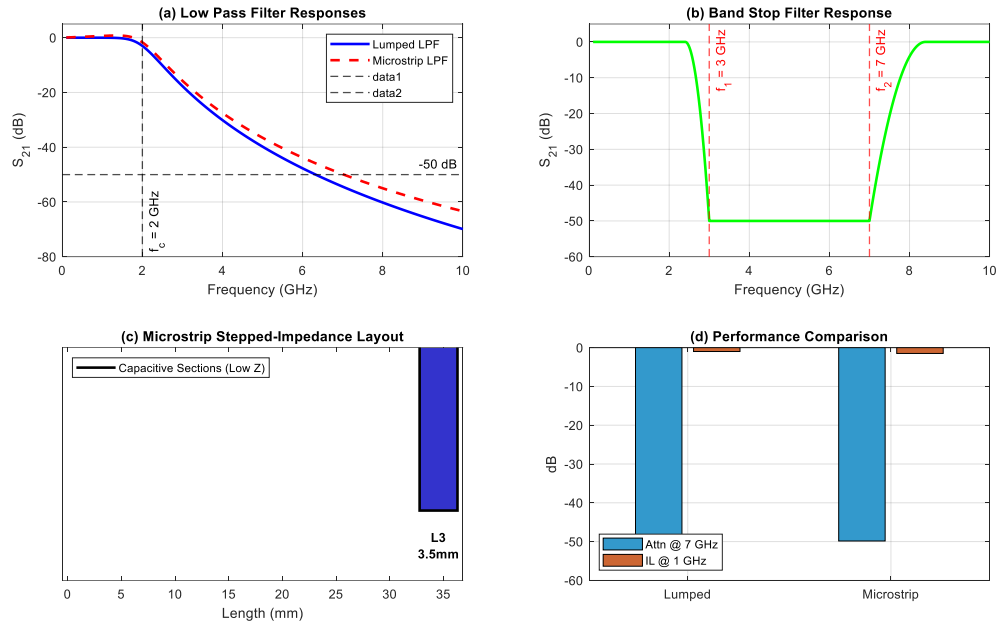 (a) Low Pass Filter Responses
0
-20
-40
-60
-80
S21 (dB)
Lumped LPF
Microstrip LPF
data1
data2
-50 dB
fc = 2 GHz
0 2 4 6 8 10
Frequency (GHz)
(b) Band Stop Filter Response
0
-10
-20
-30
-40
-50
-60
S21 (dB)
f1 = 3 GHz
f2 = 7 GHz
0 2 4 6 8 10
Frequency (GHz)
(c) Microstrip Stepped-Impedance Layout
Capacitive Sections (Low Z)
L3
3.5mm
0 5 10 15 20 25 30 35
Length (mm)
(d) Performance Comparison
0
-10
-20
-30
-40
-50
-60
dB
Attn @ 7 GHz
IL @ 1 GHz
Lumped Microstrip